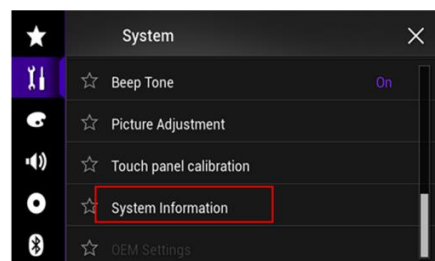 System
Beep Tone On
Picture Adjustment
Touch panel calibration
System Information
OEM Settings